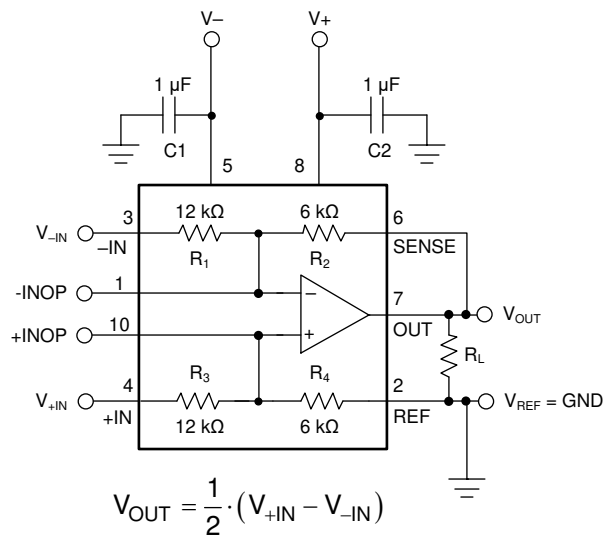 V– V+
1 µF 1 µF
C1 C2
5 8
3 12 kΩ 6 kΩ 6
V–IN –IN R1 R2 SENSE
-INOP 1 –
7 OUT VOUT
+INOP 10 +
RL
R3 R4
4 2
V+IN +IN 12 kΩ 6 kΩ REF VREF = GND
VOUT = 1/2 · (V+IN – V–IN)